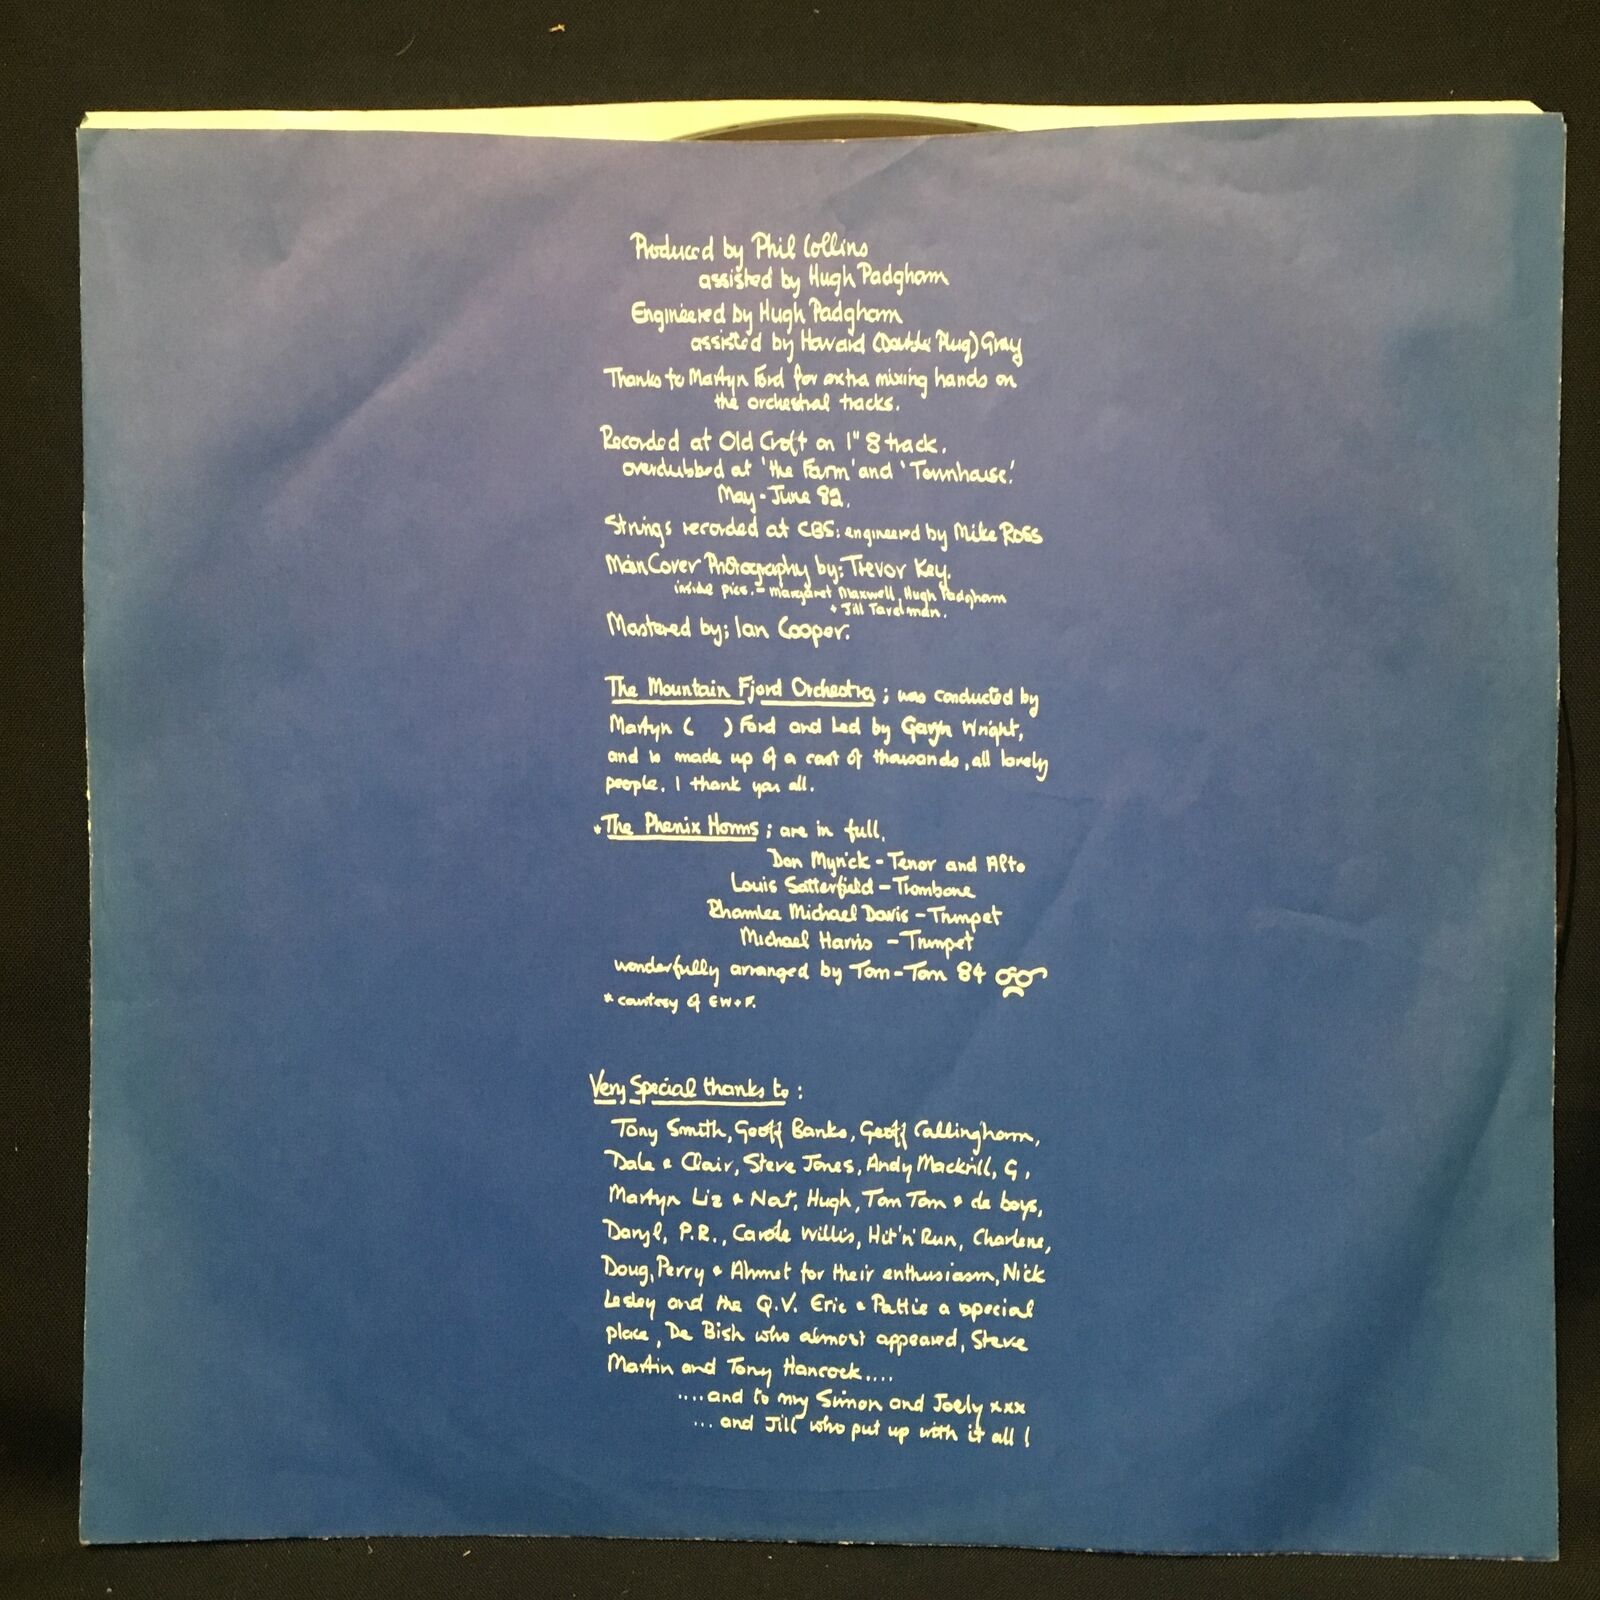 Produced by Phil Collins
assisted by Hugh Padgham
Engineered by Hugh Padgham
assisted by Howard (Double Plug) Gray
Thanks to Martyn Ford for extra mixing hands on
the orchestral tracks.
Recorded at Old Croft on 1" 8 track.
overdubbed at 'the Farm' and 'Townhouse'.
May - June 82.
Strings recorded at CBS: engineered by Mike Ross
Main Cover Photography by: Trevor Key.
inside pics. - Margaret Maxwell, Hugh Padgham
+ Jill Tavelman.
Mastered by; Ian Cooper.
The Mountain Fjord Orchestra; was conducted by
Martyn ( ) Ford and Led by Gavyn Wright,
and is made up of a cast of thousands, all lovely
people. I thank you all.
*The Phenix Horns; are in full.
Don Myrick - Tenor and Alto
Louis Satterfield - Trombone
Rhamlee Michael Davis - Trumpet
Michael Harris - Trumpet
wonderfully arranged by Tom-Tom 84
* courtesy of EW+F.
Very Special thanks to:
Tony Smith, Geoff Banks, Geoff Callingham,
Dale & Clair, Steve Jones, Andy Mackrill, G,
Martyn Liz & Nat, Hugh, Tom Tom & de boys,
Daryl, P.R., Carole Willis, Hit 'n' Run, Charlene,
Doug, Perry & Ahmet for their enthusiasm, Nick
Lesley and the Q.V. Eric & Pattie a special
place, De Bish who almost appeared, Steve
Martin and Tony Hancock....
....and to my Simon and Joely xxx
... and Jill who put up with it all!